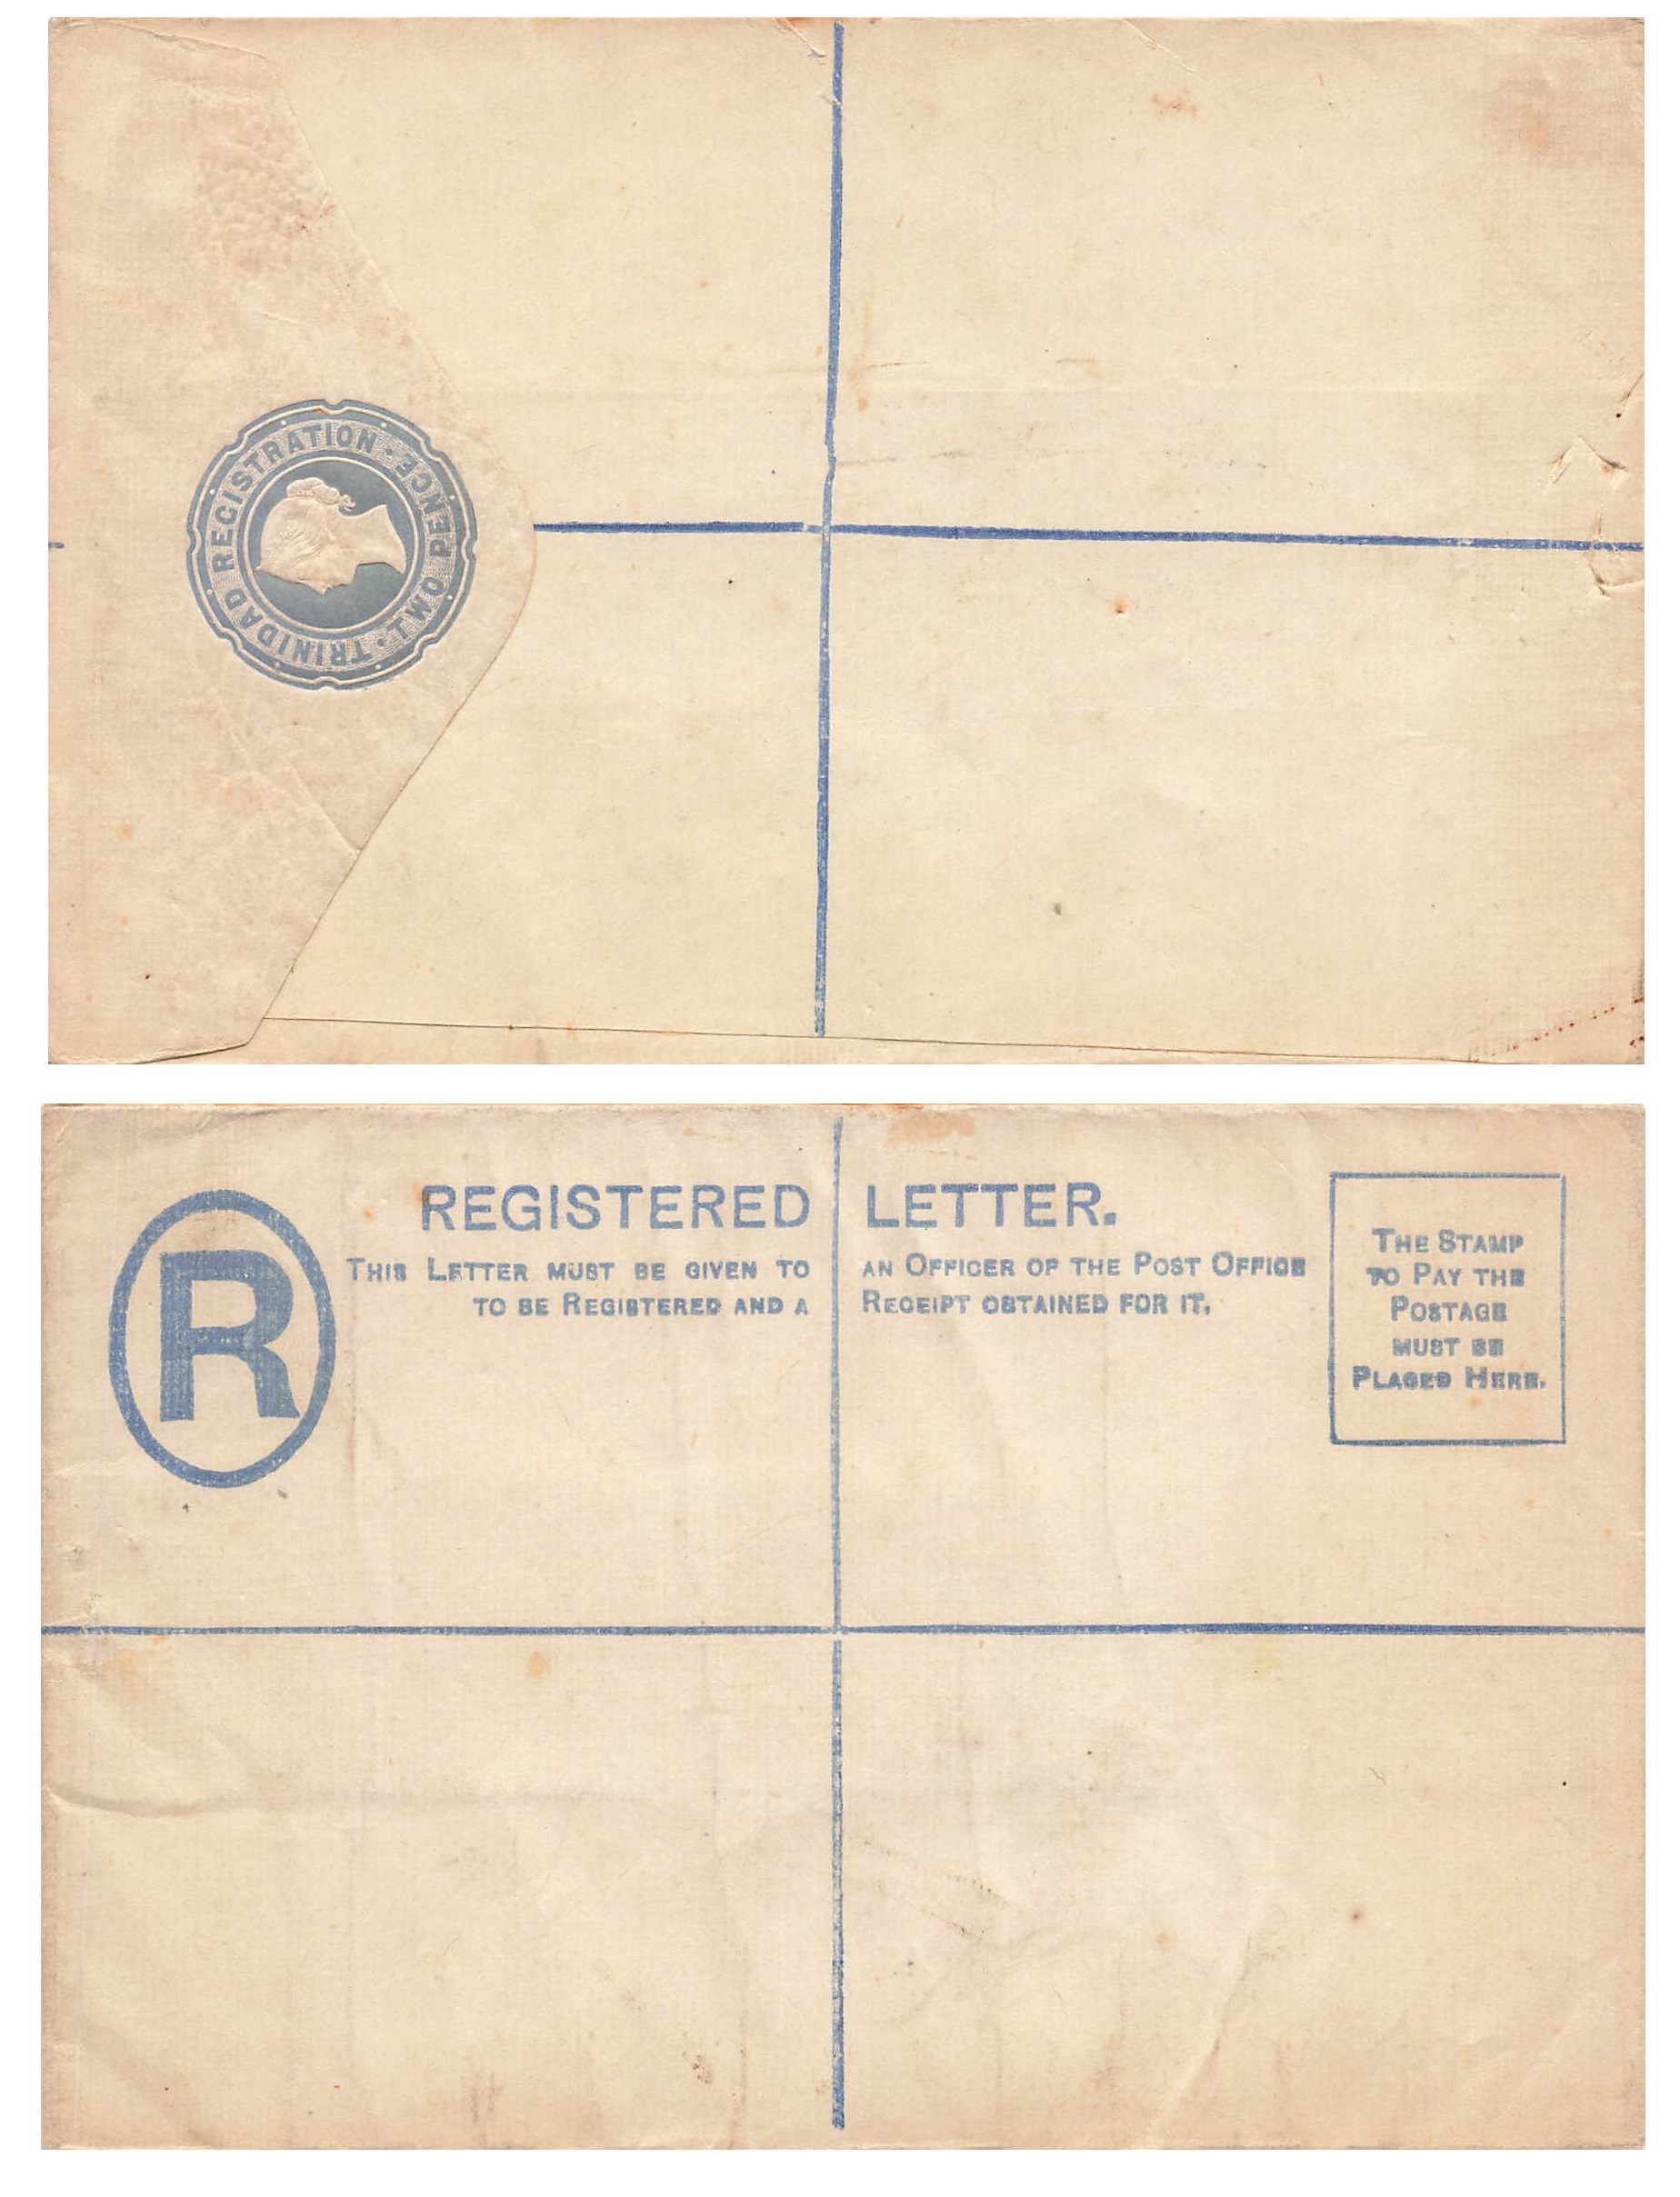 TRINIDAD REGISTRATION · TWO PENCE ·
REGISTERED LETTER.
THIS LETTER MUST BE GIVEN TO AN OFFICER OF THE POST OFFICE
TO BE REGISTERED AND A RECEIPT OBTAINED FOR IT.
R
THE STAMP
TO PAY THE
POSTAGE
MUST BE
PLACED HERE.